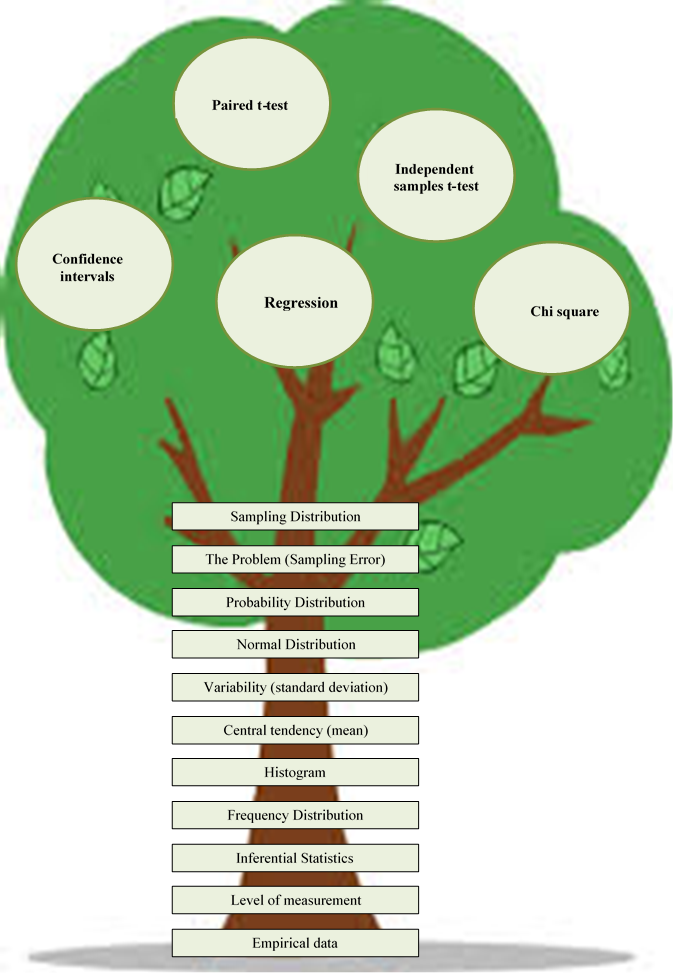 Paired t-test
Independent
samples t-test
Confidence
intervals
Regression
Chi square
Sampling Distribution
The Problem (Sampling Error)
Probability Distribution
Normal Distribution
Variability (standard deviation)
Central tendency (mean)
Histogram
Frequency Distribution
Inferential Statistics
Level of measurement
Empirical data